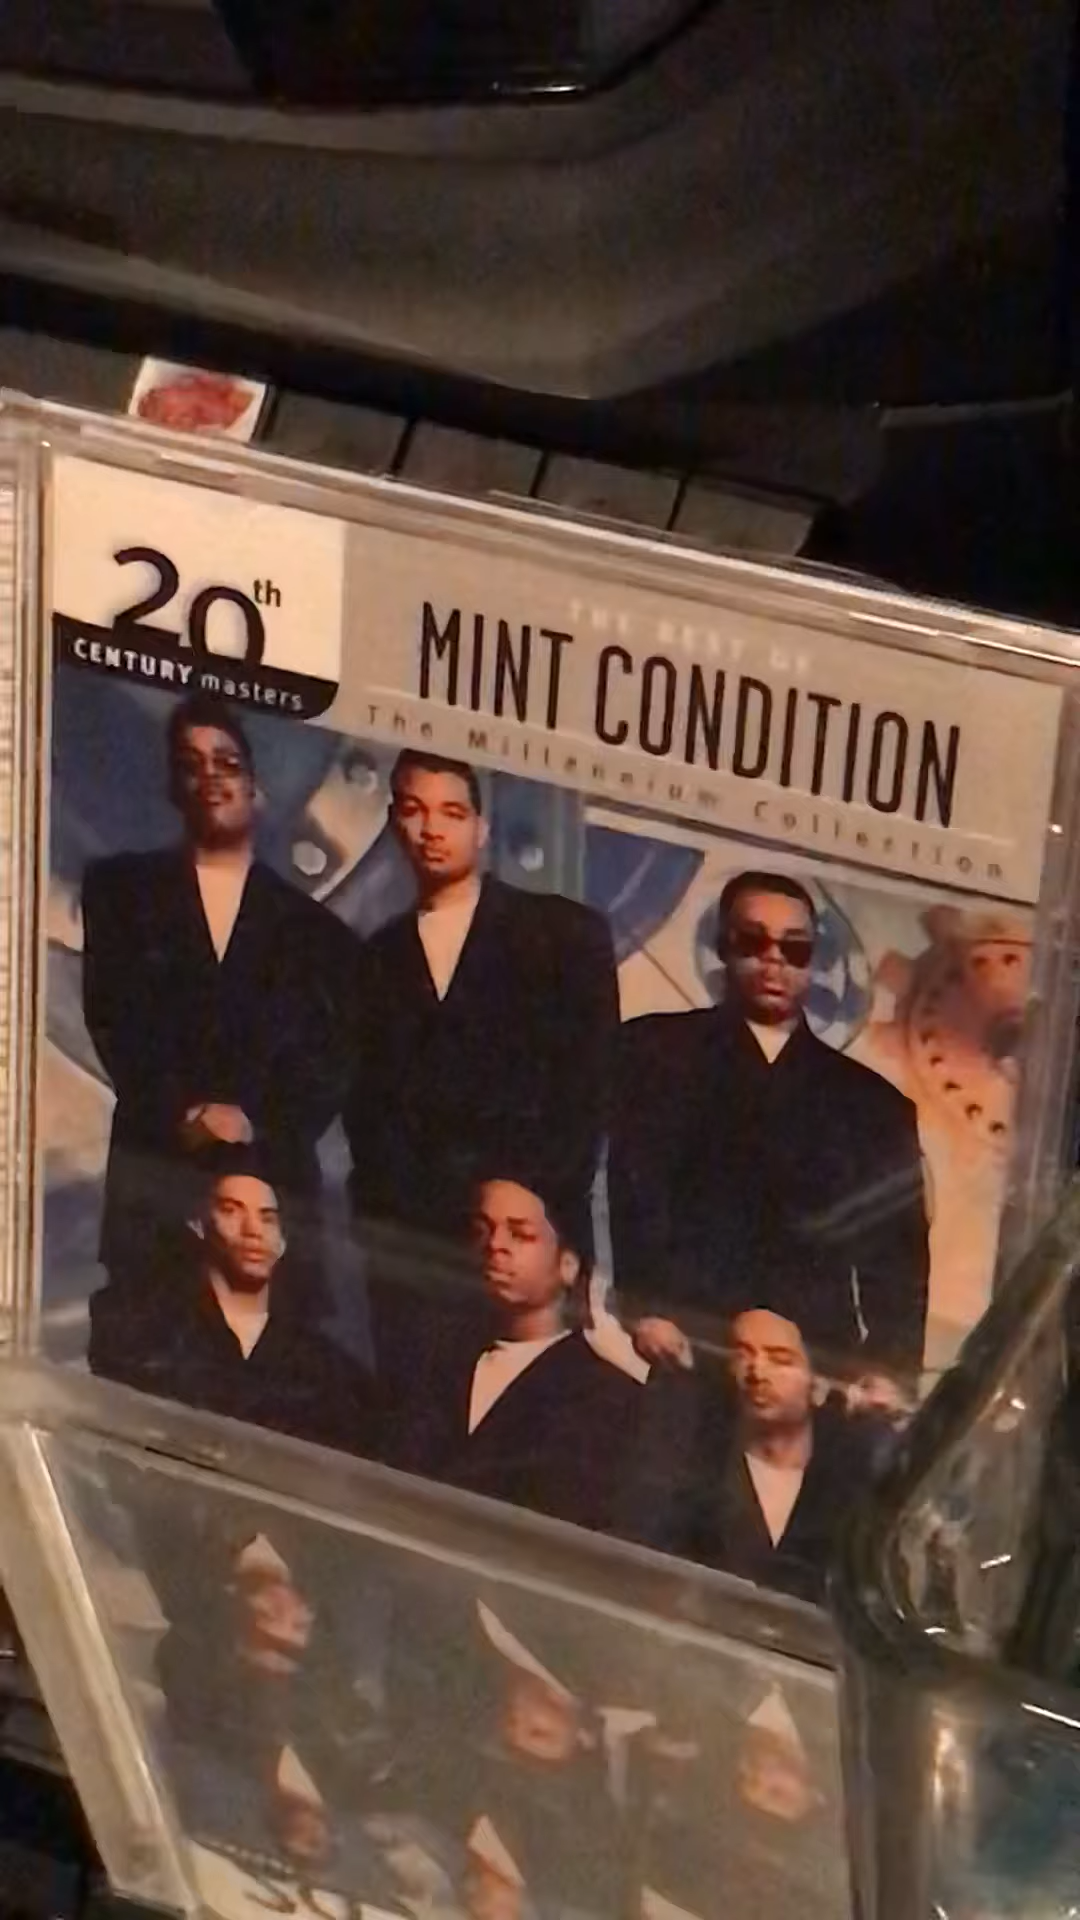 20th
CENTURY masters
THE BEST OF
MINT CONDITION
The Millennium Collection